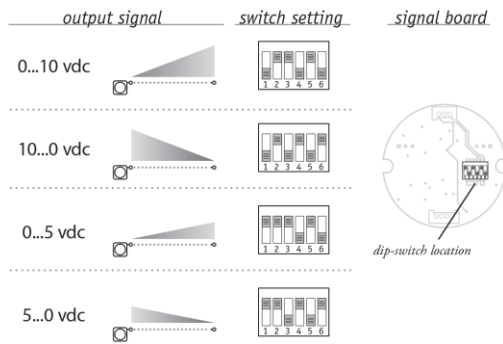 output signal switch setting signal board
0...10 vdc
1 2 3 4 5 6
10...0 vdc
1 2 3 4 5 6
0...5 vdc
1 2 3 4 5 6
dip-switch location
5...0 vdc
1 2 3 4 5 6